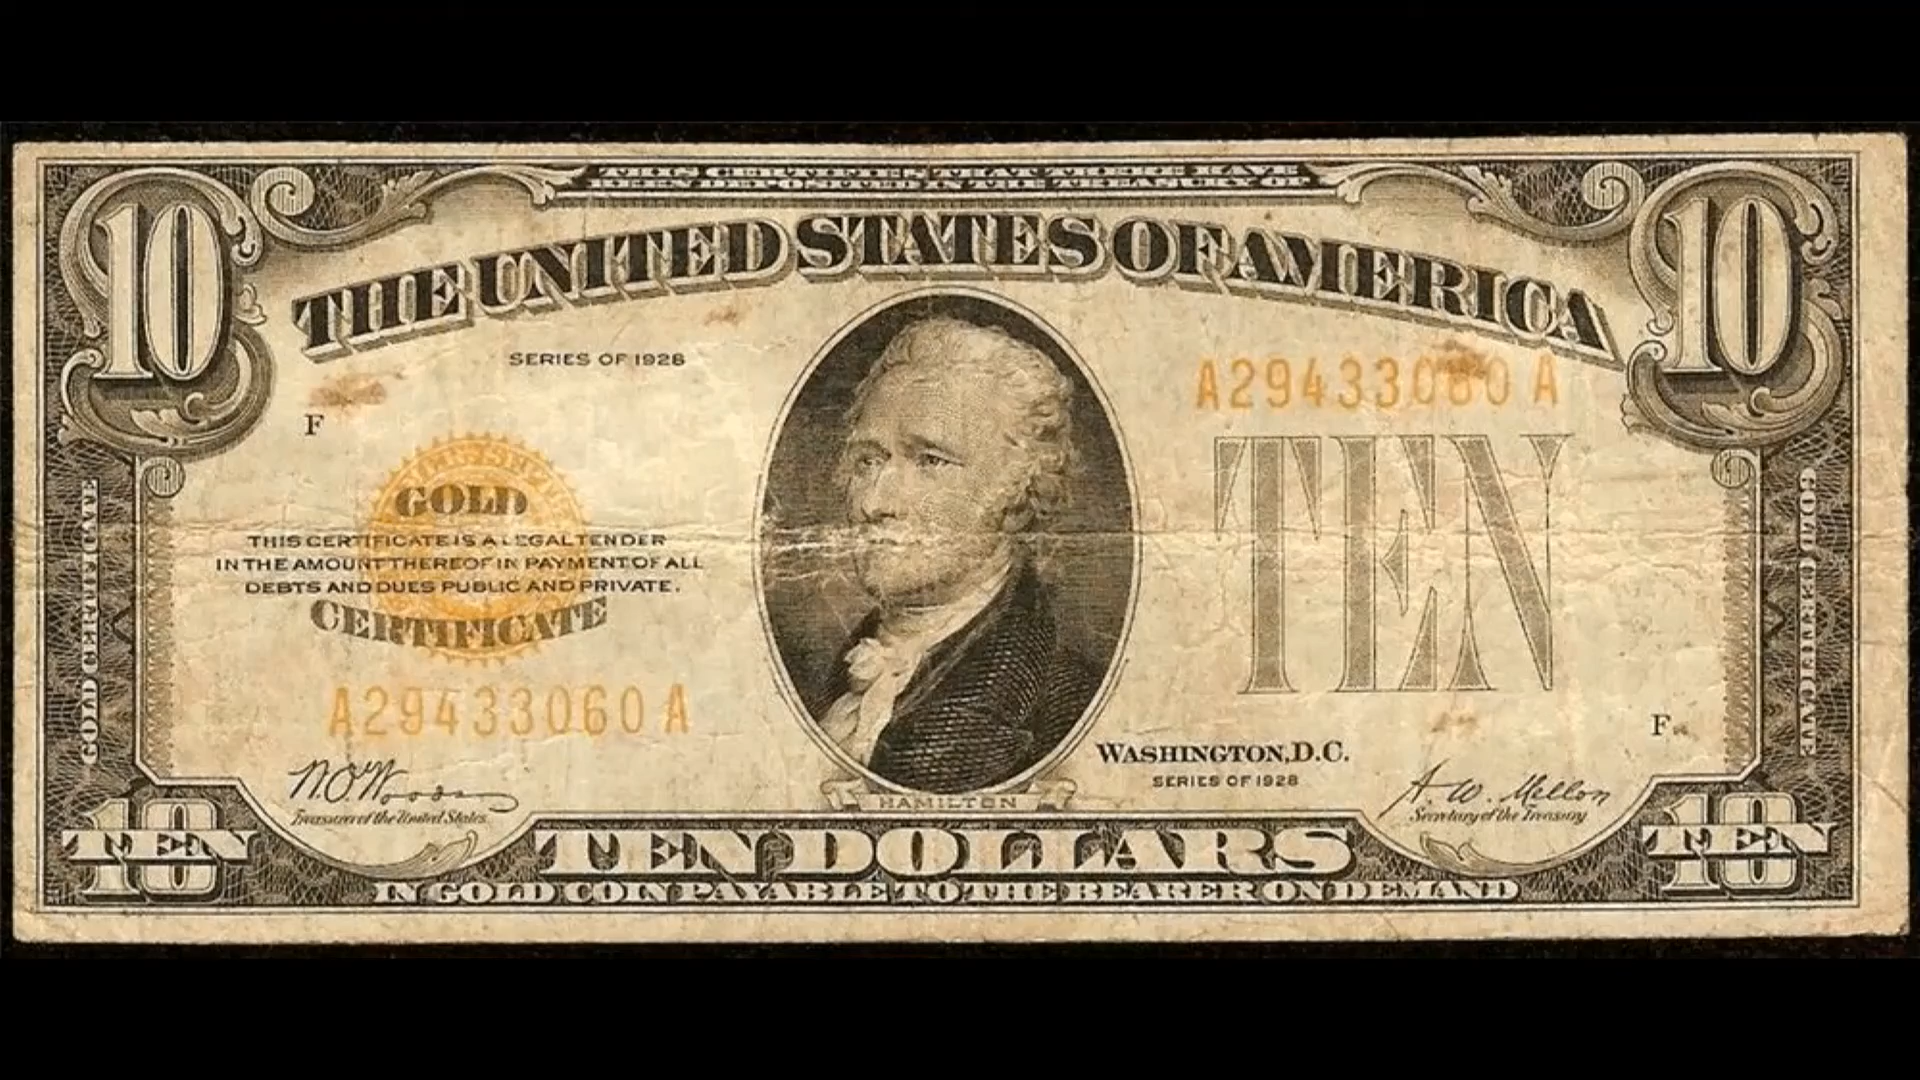 THIS CERTIFIES THAT THERE HAVE
BEEN DEPOSITED IN THE TREASURY OF
10
10
THE UNITED STATES OF AMERICA
SERIES OF 1928
A29433060A
F
TEN
GOLD
THIS CERTIFICATE IS A LEGAL TENDER
IN THE AMOUNT THEREOF IN PAYMENT OF ALL
DEBTS AND DUES PUBLIC AND PRIVATE.
CERTIFICATE
GOLD CERTIFICATE
GOLD CERTIFICATE
A29433060A
F
WASHINGTON, D.C.
SERIES OF 1928
W.O. Woods
Treasurer of the United States.
HAMILTON
A. W. Mellon
Secretary of the Treasury
10
TEN
TEN DOLLARS
10
TEN
IN GOLD COIN PAYABLE TO THE BEARER ON DEMAND